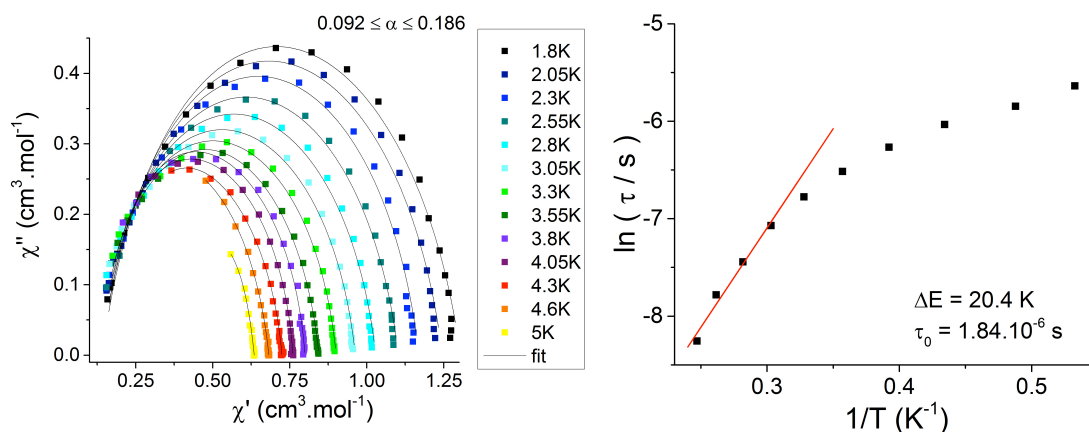 0.092 ≤ α ≤ 0.186
0.4
0.3
0.2
0.1
0.0
χ'' (cm³.mol⁻¹)
0.25 0.50 0.75 1.00 1.25
χ' (cm³.mol⁻¹)
1.8K
2.05K
2.3K
2.55K
2.8K
3.05K
3.3K
3.55K
3.8K
4.05K
4.3K
4.6K
5K
fit
-5
-6
-7
-8
ln ( τ / s )
ΔE = 20.4 K
τ₀ = 1.84.10⁻⁶ s
0.3 0.4 0.5
1/T (K⁻¹)